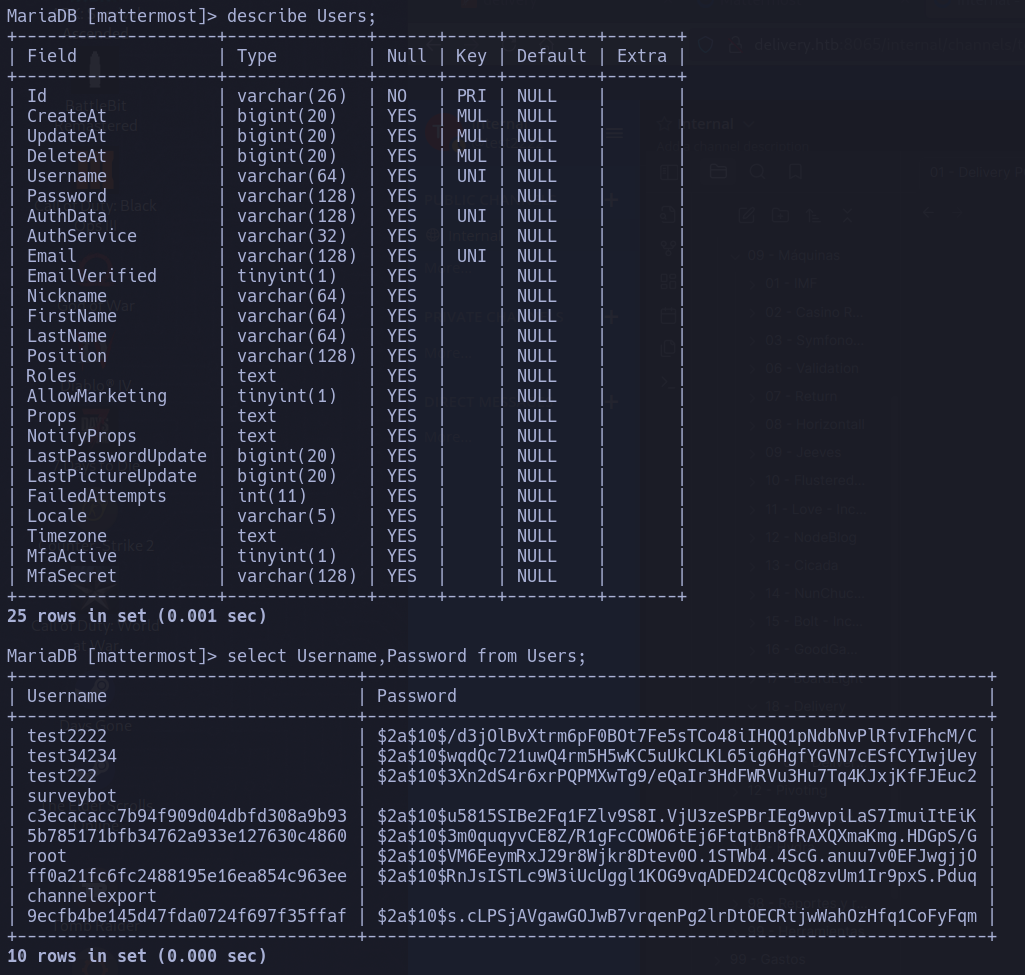 MariaDB [mattermost]> describe Users;
+--------------------+--------------+------+-----+---------+-------+
| Field              | Type         | Null | Key | Default | Extra |
+--------------------+--------------+------+-----+---------+-------+
| Id                 | varchar(26)  | NO   | PRI | NULL    |       |
| CreateAt           | bigint(20)   | YES  | MUL | NULL    |       |
| UpdateAt           | bigint(20)   | YES  | MUL | NULL    |       |
| DeleteAt           | bigint(20)   | YES  | MUL | NULL    |       |
| Username           | varchar(64)  | YES  | UNI | NULL    |       |
| Password           | varchar(128) | YES  |     | NULL    |       |
| AuthData           | varchar(128) | YES  | UNI | NULL    |       |
| AuthService        | varchar(32)  | YES  |     | NULL    |       |
| Email              | varchar(128) | YES  | UNI | NULL    |       |
| EmailVerified      | tinyint(1)   | YES  |     | NULL    |       |
| Nickname           | varchar(64)  | YES  |     | NULL    |       |
| FirstName          | varchar(64)  | YES  |     | NULL    |       |
| LastName           | varchar(64)  | YES  |     | NULL    |       |
| Position           | varchar(128) | YES  |     | NULL    |       |
| Roles              | text         | YES  |     | NULL    |       |
| AllowMarketing     | tinyint(1)   | YES  |     | NULL    |       |
| Props              | text         | YES  |     | NULL    |       |
| NotifyProps        | text         | YES  |     | NULL    |       |
| LastPasswordUpdate | bigint(20)   | YES  |     | NULL    |       |
| LastPictureUpdate  | bigint(20)   | YES  |     | NULL    |       |
| FailedAttempts     | int(11)      | YES  |     | NULL    |       |
| Locale             | varchar(5)   | YES  |     | NULL    |       |
| Timezone           | text         | YES  |     | NULL    |       |
| MfaActive          | tinyint(1)   | YES  |     | NULL    |       |
| MfaSecret          | varchar(128) | YES  |     | NULL    |       |
+--------------------+--------------+------+-----+---------+-------+
25 rows in set (0.001 sec)
MariaDB [mattermost]> select Username,Password from Users;
+----------------------------------+--------------------------------------------------------------+
| Username                         | Password                                                     |
+----------------------------------+--------------------------------------------------------------+
| test2222                         | $2a$10$/d3jOlBvXtrm6pF0BOt7Fe5sTCo48iIHQQ1pNdbNvPlRfvIFhcM/C |
| test34234                        | $2a$10$wqdQc721uwQ4rm5H5wKC5uUkCLKL65ig6HgfYGVN7cESfCYIwjUey |
| test222                          | $2a$10$3Xn2dS4r6xrPQPMXwTg9/eQaIr3HdFWRVu3Hu7Tq4KJxjKfFJEuc2 |
| surveybot                        |                                                              |
| c3ecacacc7b94f909d04dbfd308a9b93 | $2a$10$u5815SIBe2Fq1FZlv9S8I.VjU3zeSPBrIEg9wvpiLaS7ImuiItEiK |
| 5b785171bfb34762a933e127630c4860 | $2a$10$3m0quqyvCE8Z/R1gFcCOWO6tEj6FtqtBn8fRAXQXmaKmg.HDGpS/G |
| root                             | $2a$10$VM6EeymRxJ29r8Wjkr8Dtev0O.1STWb4.4ScG.anuu7v0EFJwgjjO |
| ff0a21fc6fc2488195e16ea854c963ee | $2a$10$RnJsISTLc9W3iUcUggl1KOG9vqADED24CQcQ8zvUm1Ir9pxS.Pduq |
| channelexport                    |                                                              |
| 9ecfb4be145d47fda0724f697f35ffaf | $2a$10$s.cLPSjAVgawGOJwB7vrqenPg2lrDtOECRtjwWahOzHfq1CoFyFqm |
+----------------------------------+--------------------------------------------------------------+
10 rows in set (0.000 sec)